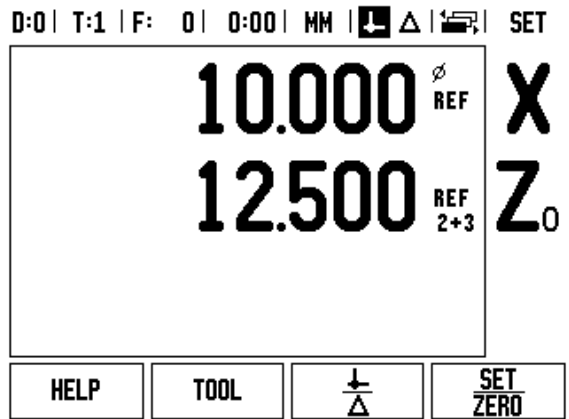 D:0 | T:1 | F: 0 | 0:00 | MM | Δ | SET
10.000 ⌀ REF X
12.500 REF 2+3 Z0
HELP TOOL Δ SET ZERO